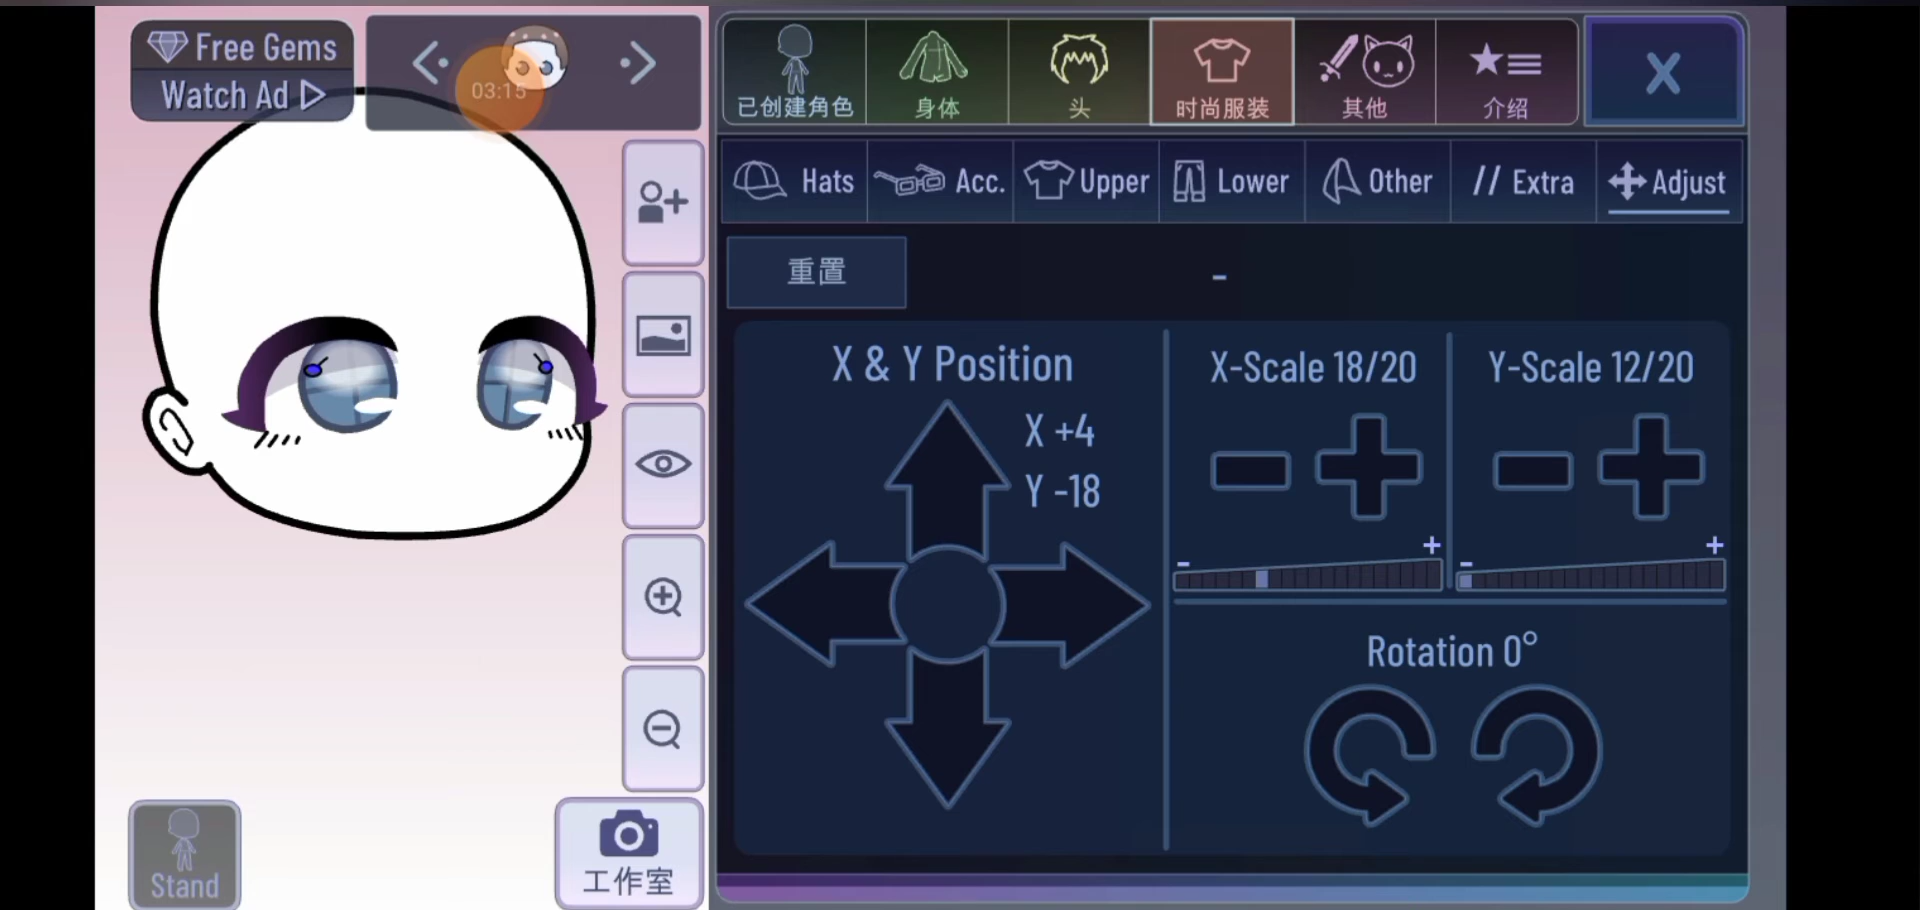 Free Gems
Watch Ad
03:15
已创建角色
身体
头
时尚服装
其他
介绍
X
Hats
Acc.
Upper
Lower
Other
Extra
Adjust
重置
-
X & Y Position
X +4
Y -18
X-Scale 18/20
- +
Y-Scale 12/20
- +
Rotation 0°
Stand
工作室